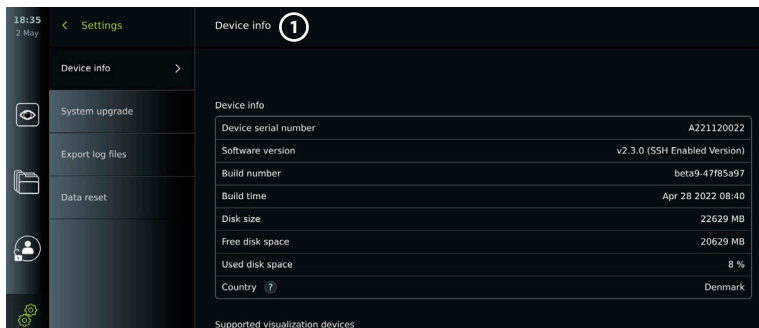 18:35
2 May
Settings
Device info
1
Device info
System upgrade
Export log files
Data reset
Device info
Device serial number A221120022
Software version v2.3.0 (SSH Enabled Version)
Build number beta9-47f85a97
Build time Apr 28 2022 08:40
Disk size 22629 MB
Free disk space 20629 MB
Used disk space 8 %
Country ? Denmark
Supported visualization devices